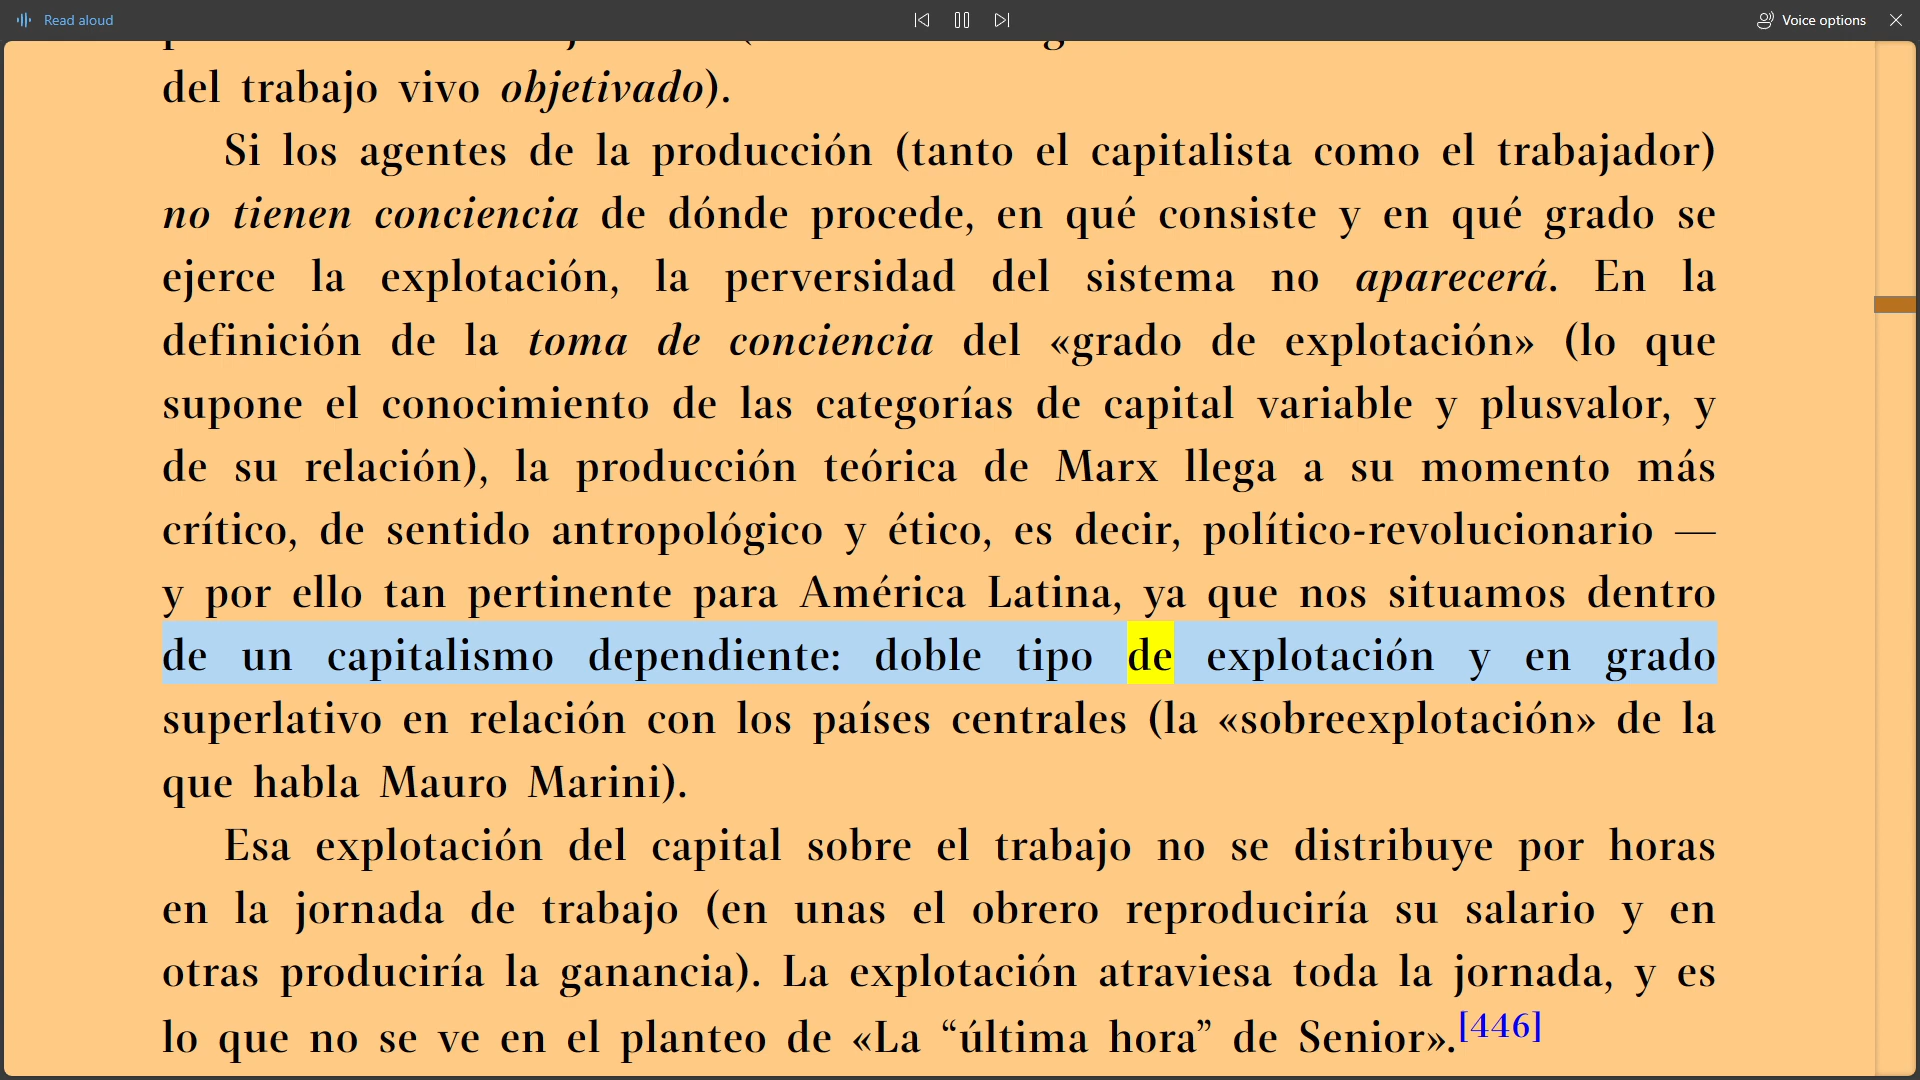 Read aloud
Voice options
del trabajo vivo objetivado).
Si los agentes de la producción (tanto el capitalista como el trabajador)
no tienen conciencia de dónde procede, en qué consiste y en qué grado se
ejerce la explotación, la perversidad del sistema no aparecerá. En la
definición de la toma de conciencia del «grado de explotación» (lo que
supone el conocimiento de las categorías de capital variable y plusvalor, y
de su relación), la producción teórica de Marx llega a su momento más
crítico, de sentido antropológico y ético, es decir, político-revolucionario —
y por ello tan pertinente para América Latina, ya que nos situamos dentro
de un capitalismo dependiente: doble tipo de explotación y en grado
superlativo en relación con los países centrales (la «sobreexplotación» de la
que habla Mauro Marini).
Esa explotación del capital sobre el trabajo no se distribuye por horas
en la jornada de trabajo (en unas el obrero reproduciría su salario y en
otras produciría la ganancia). La explotación atraviesa toda la jornada, y es
lo que no se ve en el planteo de «La “última hora” de Senior».[446]